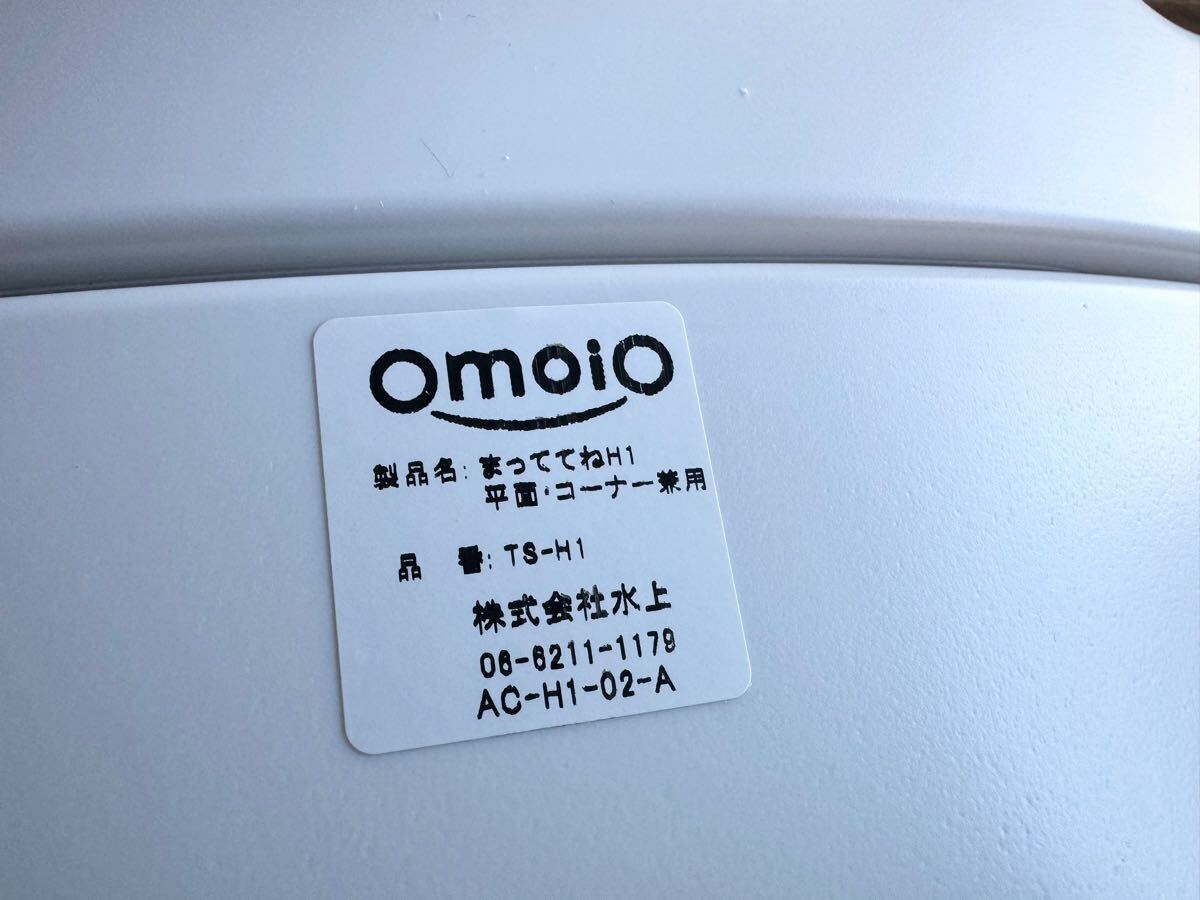 omoio
製品名: まっててねH1
平面・コーナー兼用
品 番: TS-H1
株式会社水上
06-6211-1179
AC-H1-02-A